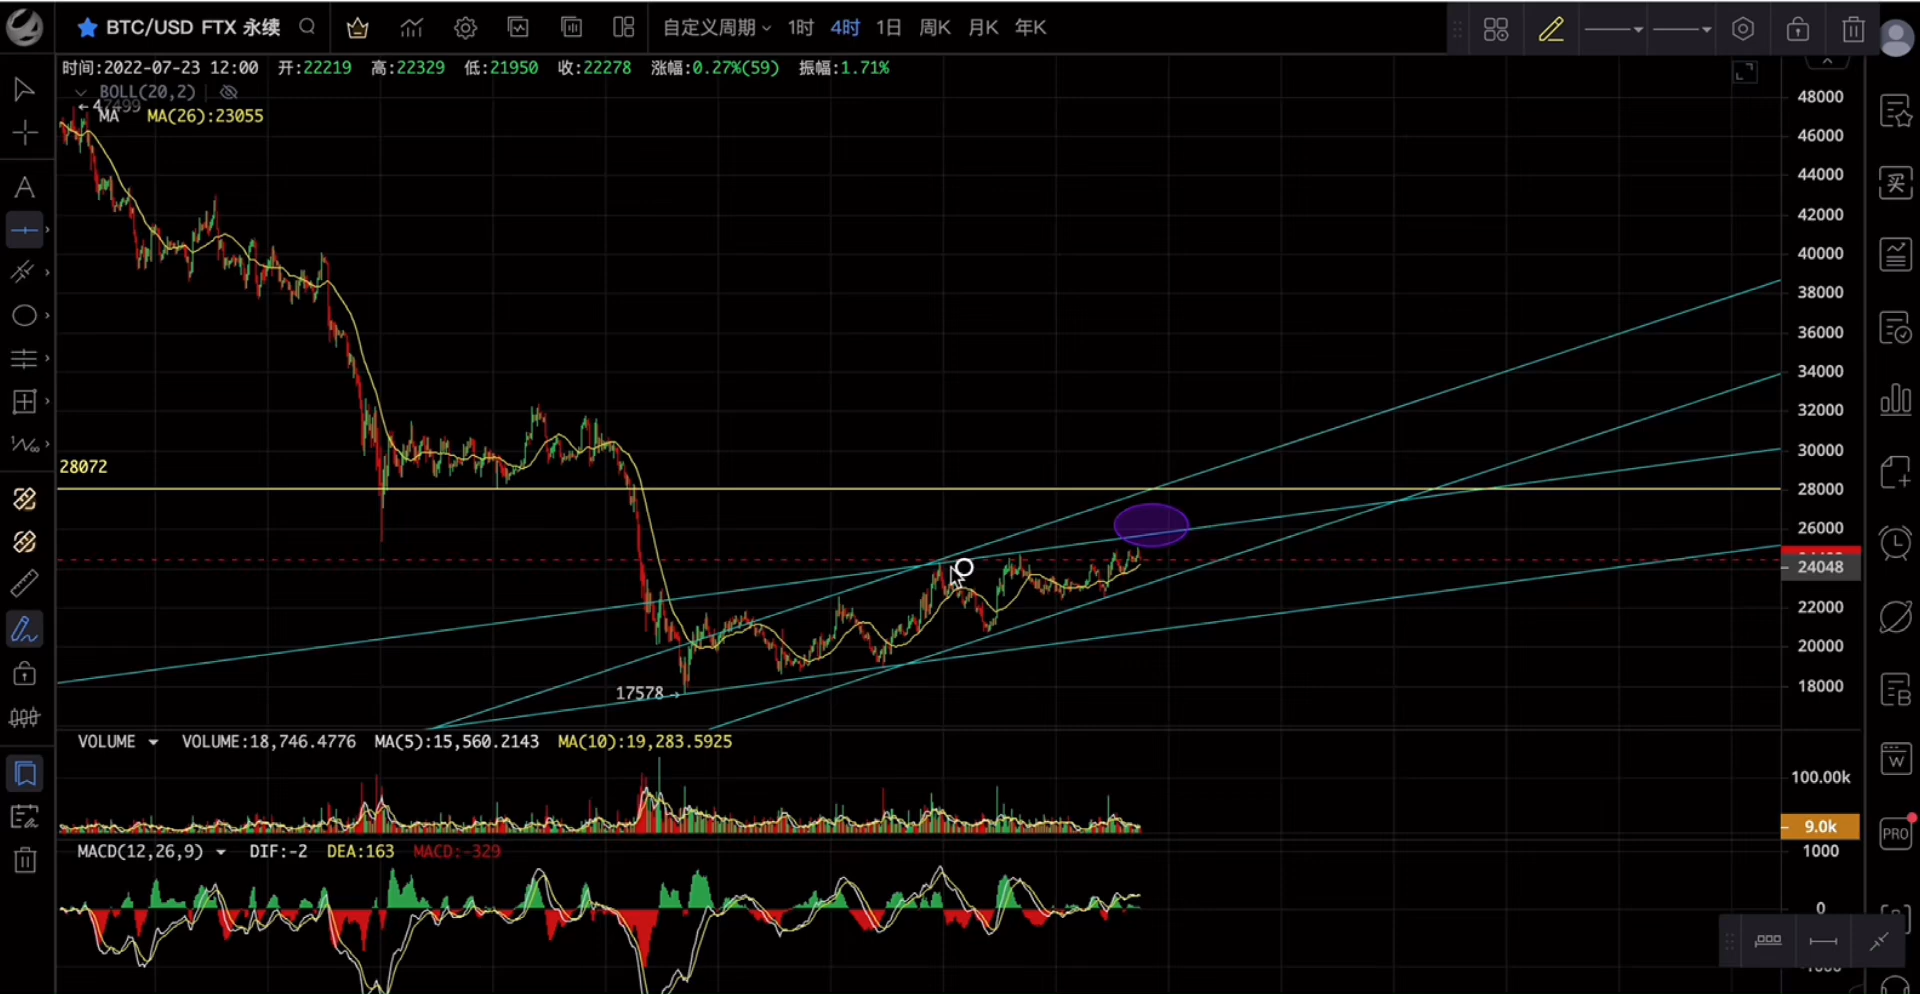 BTC/USD FTX 永续 自定义周期 1时 4时 1日 周K 月K 年K
时间:2022-07-23 12:00 开:22219 高:22329 低:21950 收:22278 涨幅:0.27%(59) 振幅:1.71%
BOLL(20,2)
←47499
MA MA(26):23055
48000
46000
44000
42000
40000
38000
36000
34000
32000
30000
28072
28000
26000
24048
22000
20000
18000
17578→
VOLUME VOLUME:18,746.4776 MA(5):15,560.2143 MA(10):19,283.5925
100.00k
9.0k
MACD(12,26,9) DIF:-2 DEA:163 MACD:-329
1000
0
A
买
B
W
PRO